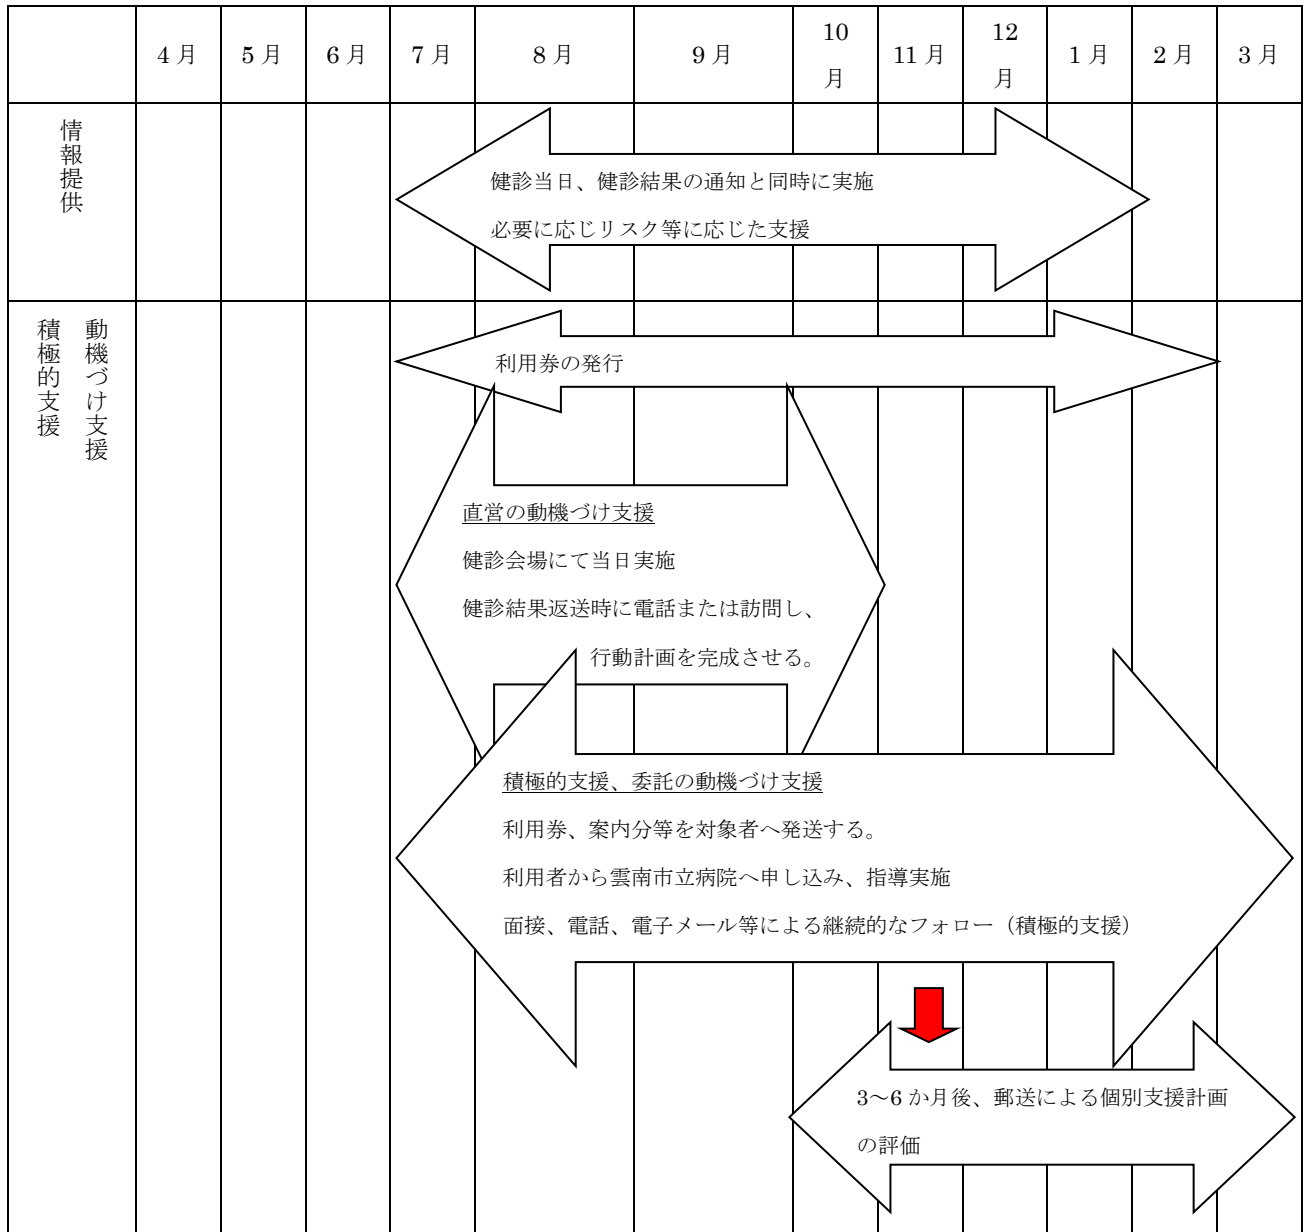 4月 5月 6月 7月 8月 9月 10月 11月 12月 1月 2月 3月
情報提供
健診当日、健診結果の通知と同時に実施
必要に応じリスク等に応じた支援
動機づけ支援
積極的支援
利用券の発行
直営の動機づけ支援
健診会場にて当日実施
健診結果返送時に電話または訪問し、
行動計画を完成させる。
積極的支援、委託の動機づけ支援
利用券、案内分等を対象者へ発送する。
利用者から雲南市立病院へ申し込み、指導実施
面接、電話、電子メール等による継続的なフォロー（積極的支援）
3～6か月後、郵送による個別支援計画
の評価